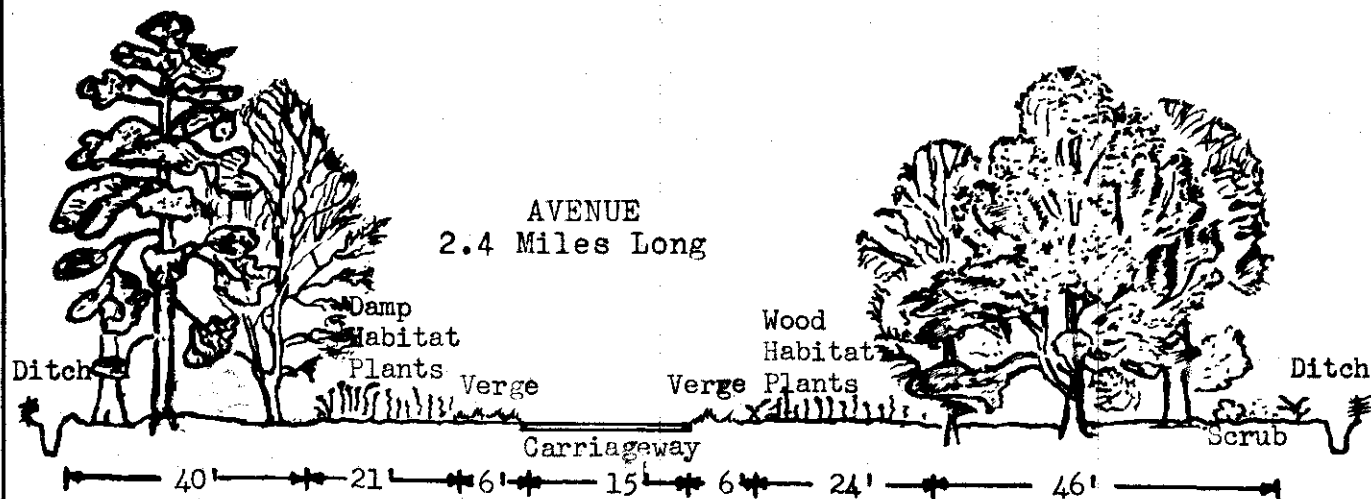 AVENUE
2.4 Miles Long
Damp
Habitat
Plants
Wood
Habitat
Plants
Ditch
Verge
Verge
Ditch
Carriageway
Scrub
40' 21' 6' 15' 6' 24' 46'